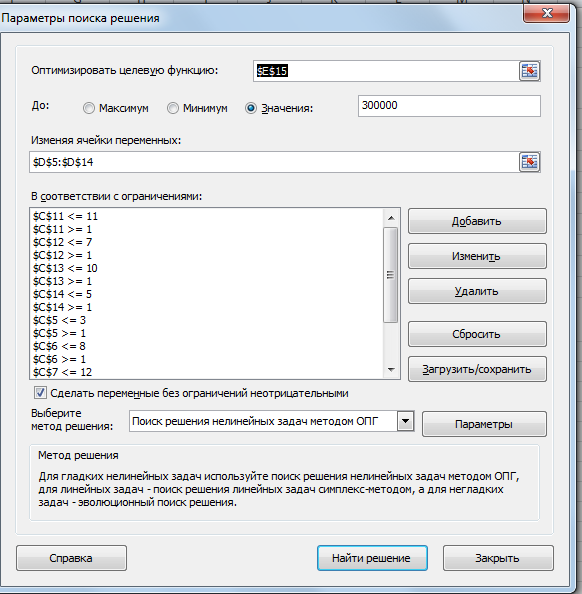 Параметры поиска решения
Оптимизировать целевую функцию:
$E$15
До:
Максимум
Минимум
Значения:
300000
Изменяя ячейки переменных:
$D$5:$D$14
В соответствии с ограничениями:
$C$11 <= 11
$C$11 >= 1
$C$12 <= 7
$C$12 >= 1
$C$13 <= 10
$C$13 >= 1
$C$14 <= 5
$C$14 >= 1
$C$5 <= 3
$C$5 >= 1
$C$6 <= 8
$C$6 >= 1
$C$7 <= 12
Добавить
Изменить
Удалить
Сбросить
Загрузить/сохранить
Сделать переменные без ограничений неотрицательными
Выберите
метод решения:
Поиск решения нелинейных задач методом ОПГ
Параметры
Метод решения
Для гладких нелинейных задач используйте поиск решения нелинейных задач методом ОПГ,
для линейных задач - поиск решения линейных задач симплекс-методом, а для негладких
задач - эволюционный поиск решения.
Справка
Найти решение
Закрыть